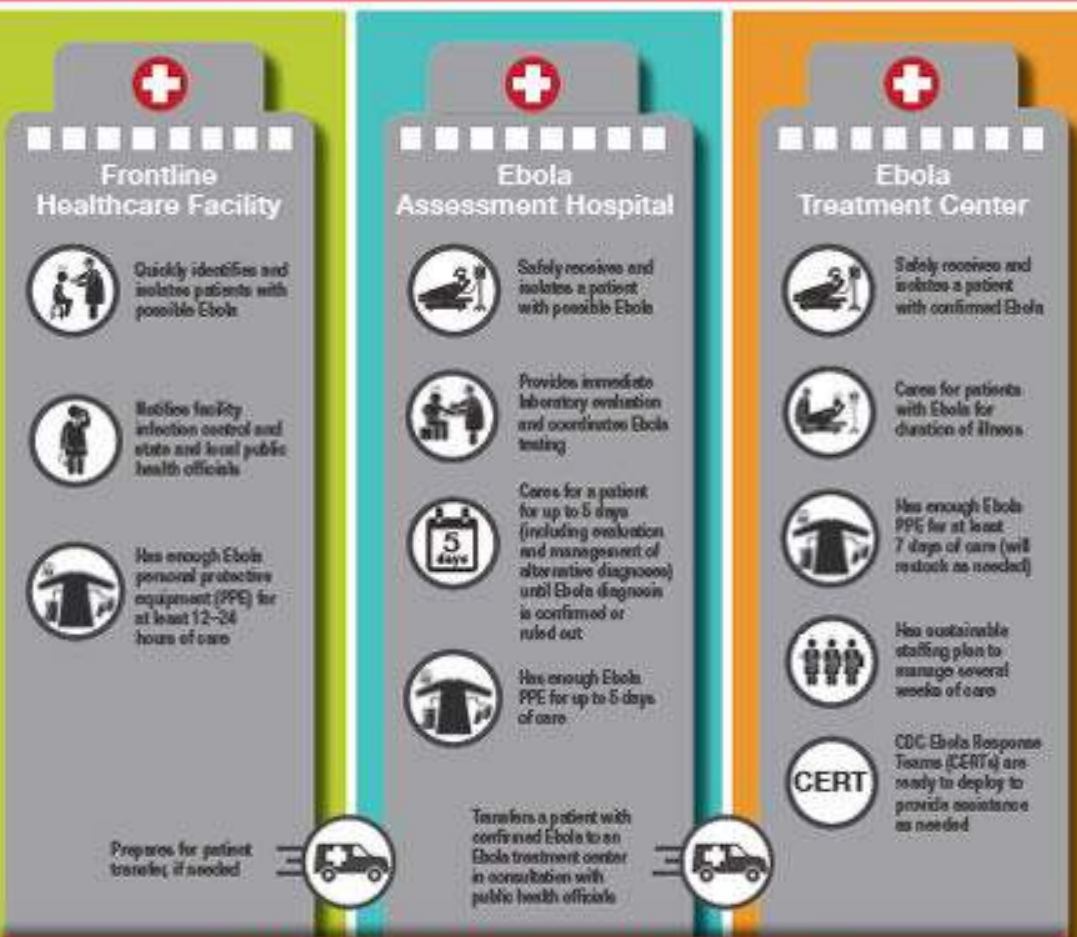 Frontline
Healthcare Facility
Quickly identifies and
isolates patients with
possible Ebola
Notifies facility
infection control and
state and local public
health officials
Has enough Ebola
personal protective
equipment (PPE) for
at least 12–24
hours of care
Prepares for patient
transfer, if needed
Ebola
Assessment Hospital
Safely receives and
isolates a patient
with possible Ebola
Provides immediate
laboratory evaluation
and coordinates Ebola
testing
5
days
Cares for a patient
for up to 5 days
(including evaluation
and management of
alternative diagnoses)
until Ebola diagnosis
is confirmed or
ruled out
Has enough Ebola
PPE for up to 5 days
of care
Transfers a patient with
confirmed Ebola to an
Ebola treatment center
in consultation with
public health officials
Ebola
Treatment Center
Safely receives and
isolates a patient
with confirmed Ebola
Cares for patients
with Ebola for
duration of illness
Has enough Ebola
PPE for at least
7 days of care (will
restock as needed)
Has sustainable
staffing plan to
manage several
weeks of care
CERT
CDC Ebola Response
Teams (CERTs) are
ready to deploy to
provide assistance
as needed